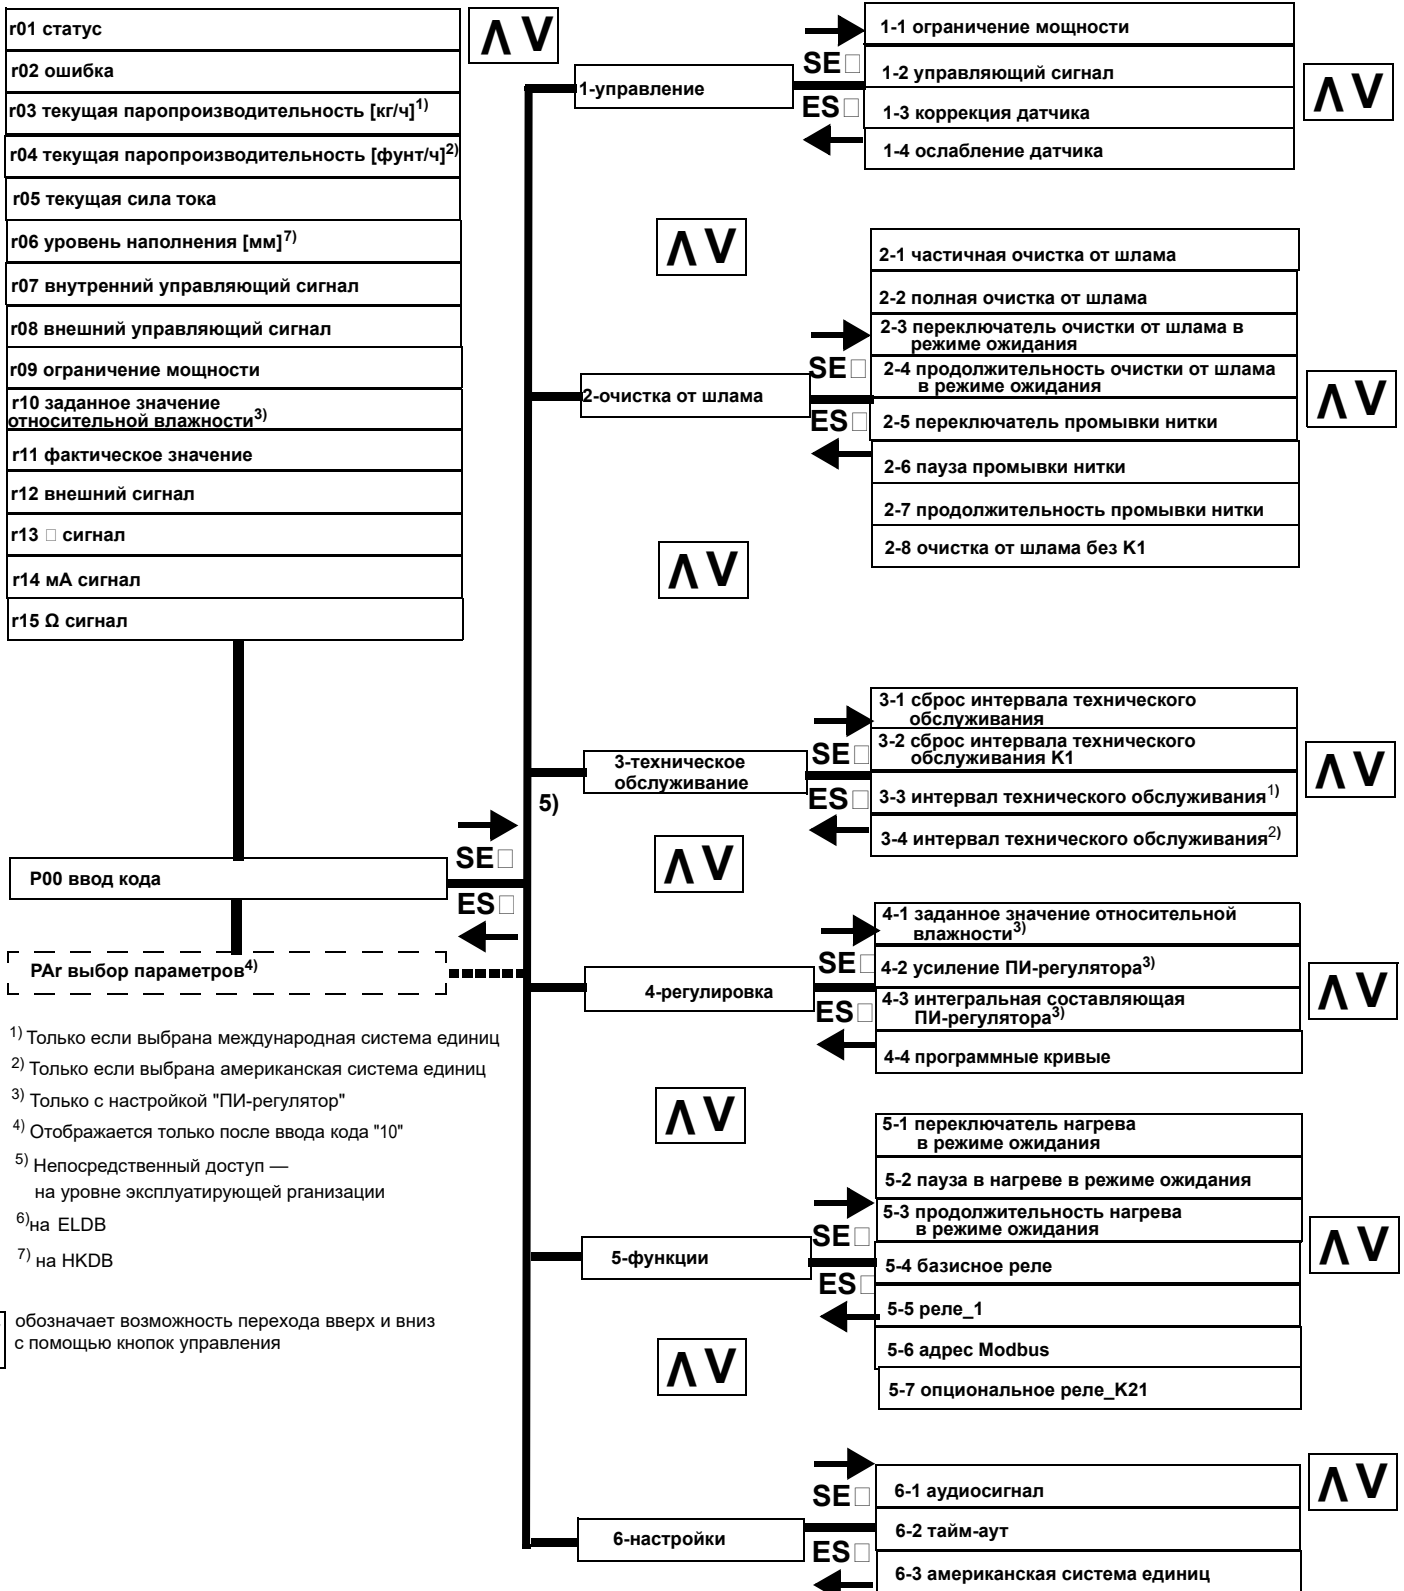 r01 статус
r02 ошибка
r03 текущая паропроизводительность [кг/ч]1)
r04 текущая паропроизводительность [фунт/ч]2)
r05 текущая сила тока
r06 уровень наполнения [мм]7)
r07 внутренний управляющий сигнал
r08 внешний управляющий сигнал
r09 ограничение мощности
r10 заданное значение
относительной влажности3)
r11 фактическое значение
r12 внешний сигнал
r13 □ сигнал
r14 мА сигнал
r15 Ω сигнал
Λ V
P00 ввод кода
SE□
ES□
PAr выбор параметров4)
1) Только если выбрана международная система единиц
2) Только если выбрана американская система единиц
3) Только с настройкой "ПИ-регулятор"
4) Отображается только после ввода кода "10"
5) Непосредственный доступ —
на уровне эксплуатирующей рганизации
6)на ELDB
7) на HKDB
обозначает возможность перехода вверх и вниз
с помощью кнопок управления
5)
1-управление
SE□
ES□
1-1 ограничение мощности
1-2 управляющий сигнал
1-3 коррекция датчика
1-4 ослабление датчика
Λ V
Λ V
2-очистка от шлама
SE□
ES□
2-1 частичная очистка от шлама
2-2 полная очистка от шлама
2-3 переключатель очистки от шлама в
режиме ожидания
2-4 продолжительность очистки от шлама
в режиме ожидания
2-5 переключатель промывки нитки
2-6 пауза промывки нитки
2-7 продолжительность промывки нитки
2-8 очистка от шлама без K1
Λ V
Λ V
3-техническое
обслуживание
SE□
ES□
3-1 сброс интервала технического
обслуживания
3-2 сброс интервала технического
обслуживания K1
3-3 интервал технического обслуживания1)
3-4 интервал технического обслуживания2)
Λ V
Λ V
4-регулировка
SE□
ES□
4-1 заданное значение относительной
влажности3)
4-2 усиление ПИ-регулятора3)
4-3 интегральная составляющая
ПИ-регулятора3)
4-4 программные кривые
Λ V
Λ V
5-функции
SE□
ES□
5-1 переключатель нагрева
в режиме ожидания
5-2 пауза в нагреве в режиме ожидания
5-3 продолжительность нагрева
в режиме ожидания
5-4 базисное реле
5-5 реле_1
5-6 адрес Modbus
5-7 опциональное реле_K21
Λ V
Λ V
6-настройки
SE□
ES□
6-1 аудиосигнал
6-2 тайм-аут
6-3 американская система единиц
Λ V